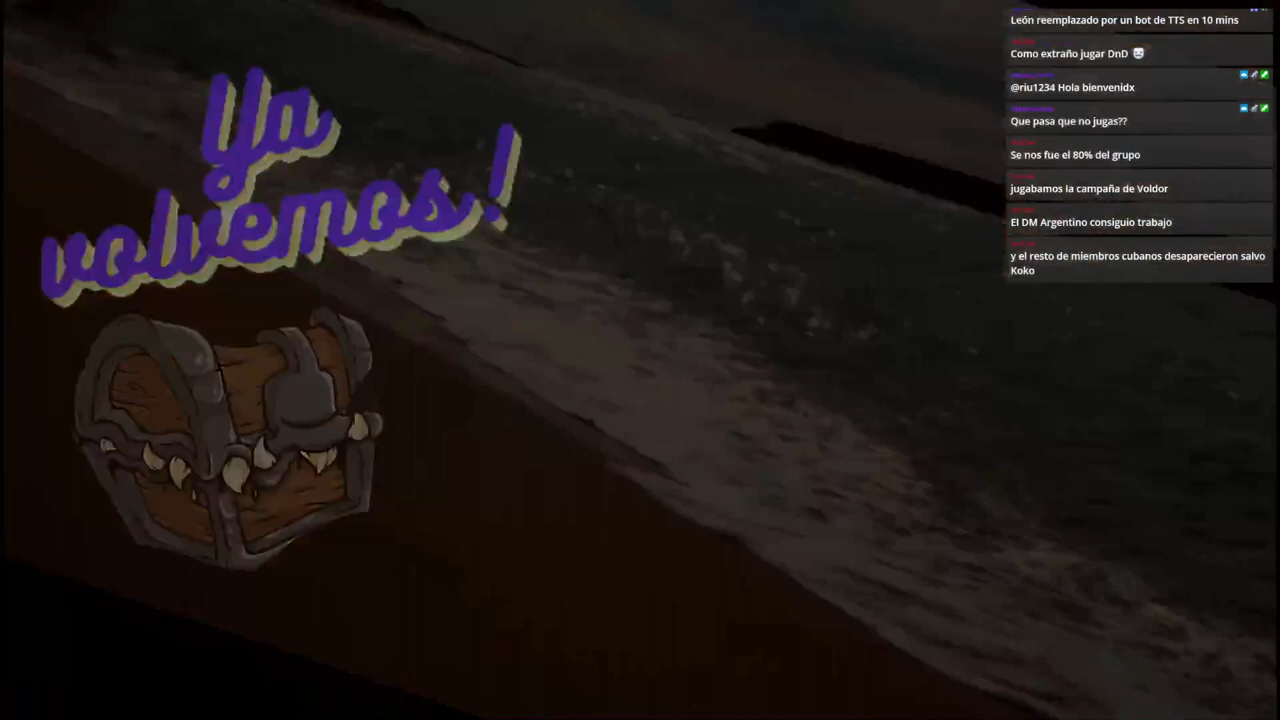 Ya
volvemos!
León reemplazado por un bot de TTS en 10 mins
Como extraño jugar DnD
@riu1234 Hola bienvenidx
Que pasa que no jugas??
Se nos fue el 80% del grupo
jugabamos la campaña de Voldor
El DM Argentino consiguio trabajo
y el resto de miembros cubanos desaparecieron salvo
Koko